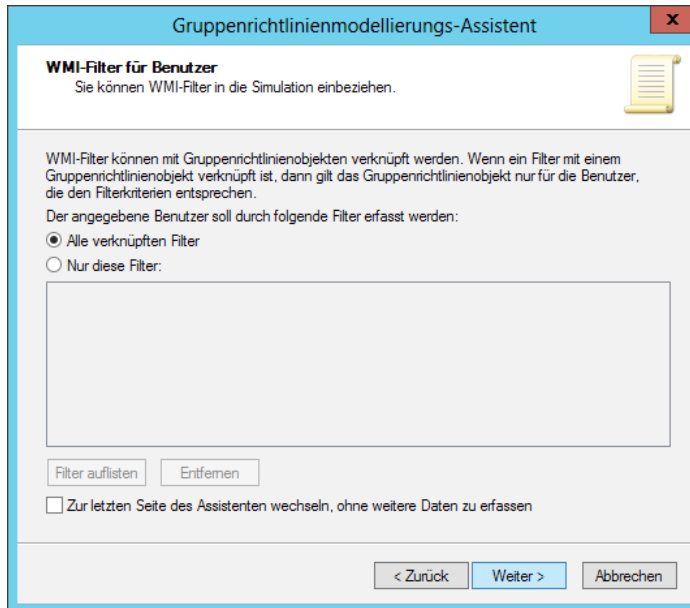 Gruppenrichtlinienmodellierungs-Assistent
x
WMI-Filter für Benutzer
Sie können WMI-Filter in die Simulation einbeziehen.
WMI-Filter können mit Gruppenrichtlinienobjekten verknüpft werden. Wenn ein Filter mit einem
Gruppenrichtlinienobjekt verknüpft ist, dann gilt das Gruppenrichtlinienobjekt nur für die Benutzer,
die den Filterkriterien entsprechen.
Der angegebene Benutzer soll durch folgende Filter erfasst werden:
Alle verknüpften Filter
Nur diese Filter:
Filter auflisten Entfernen
Zur letzten Seite des Assistenten wechseln, ohne weitere Daten zu erfassen
< Zurück Weiter > Abbrechen